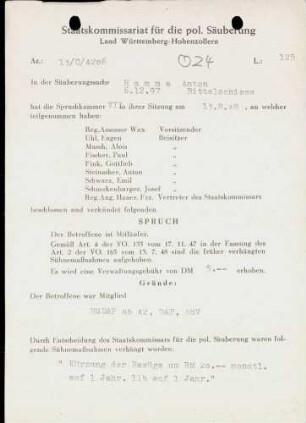 Staatskommissariat für die pol. Säuberung
Land Württemberg-Hohenzollern
Az.: 15/C/4206 024 L.: 125
In der Säuberungssache Hamma Anton
6.12.97 Rittelschiess
hat die Spruchkammer VI in ihrer Sitzung am 13.8.48, an welcher
teilgenommen haben:
Reg.Assessor Wax Vorsitzender
Uhl, Eugen Beisitzer
Munsh, Alois „
Fischer, Paul „
Fink, Gottlieb „
Steinacher, Anton „
Schwarz, Emil „
Schneckenburger, Josef „
Reg.Ang. Vertreter des Staatskommissars
beschlossen und verkündet folgenden
SPRUCH
Der Betroffene ist Mitläufer.
Gemäß Art. 4 der VO. 133 vom 17. 11. 47 in der Fassung des
Art. 2 der VO. 165 vom 13. 7. 48 sind die früher verhängten
Sühnemaßnahmen aufgehoben.
Es wird eine Verwaltungsgebühr von DM 5.-- erhoben.
Gründe:
Der Betroffene war Mitglied
NSDAP ab 42, DAF, NSV
Durch Entscheidung des Staatskommissars für die pol. Säuberung waren fol-
gende Sühnemaßnahmen verhängt worden:
" Kürzung der Bezüge um RM 20.-- monatl.
auf 1 Jahr. 11b auf 1 Jahr."